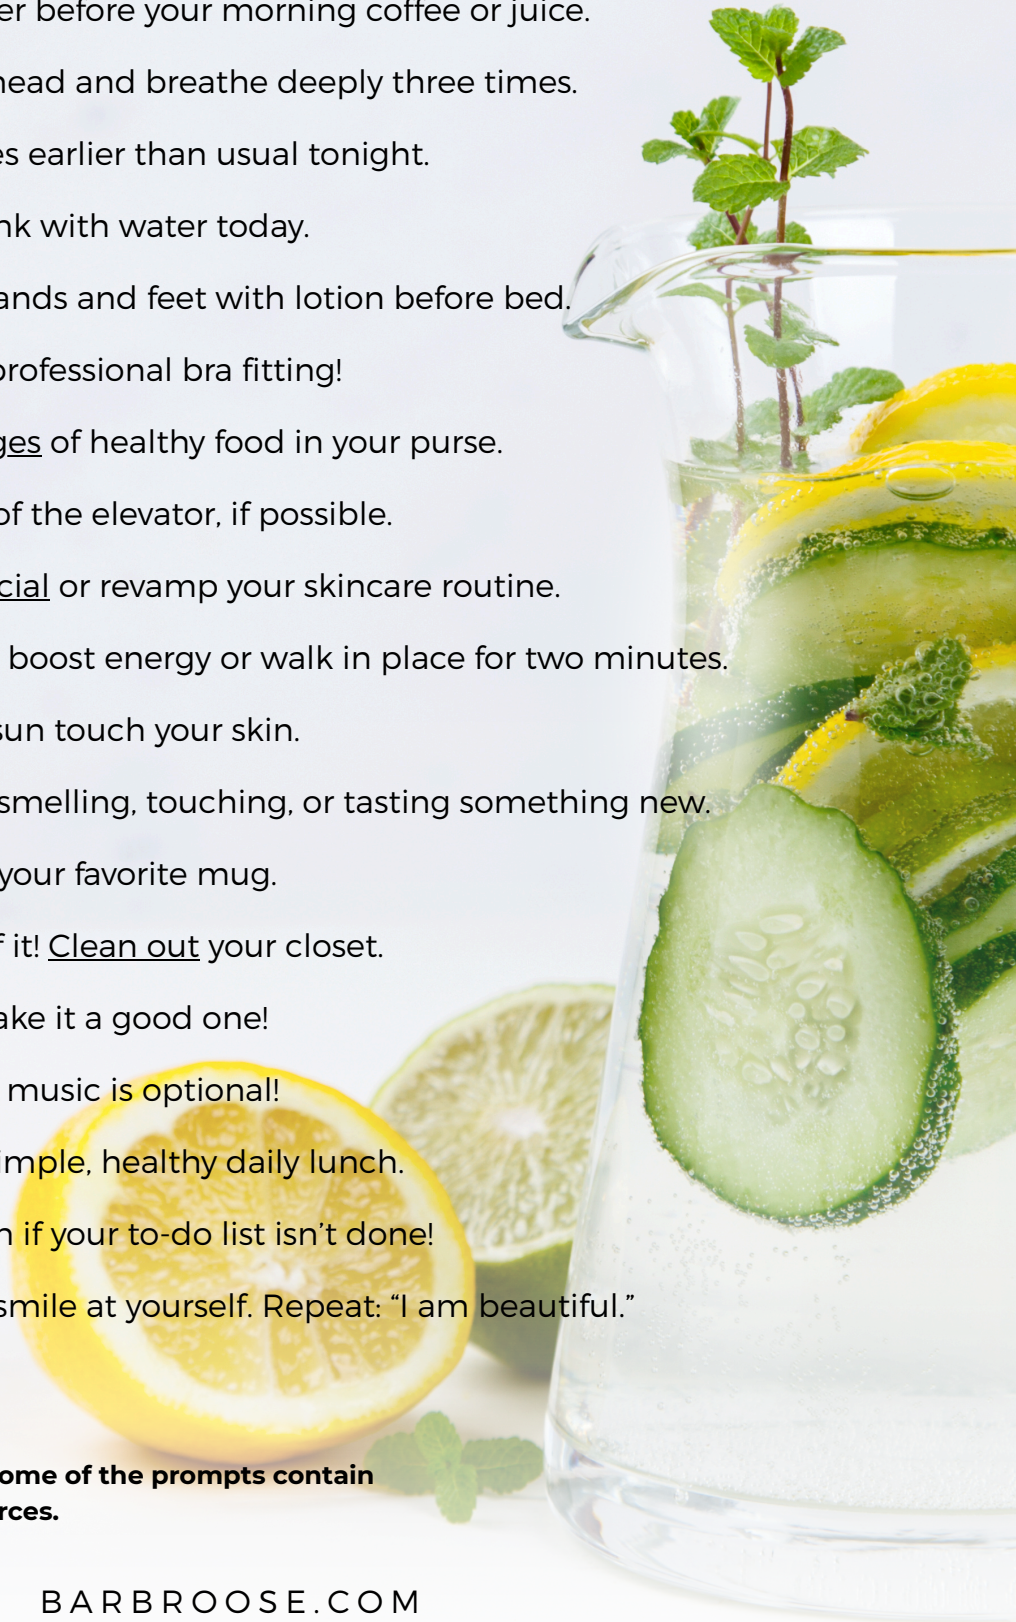 er before your morning coffee or juice.
head and breathe deeply three times.
es earlier than usual tonight.
nk with water today.
ands and feet with lotion before bed.
professional bra fitting!
ges of healthy food in your purse.
of the elevator, if possible.
cial or revamp your skincare routine.
boost energy or walk in place for two minutes.
sun touch your skin.
smelling, touching, or tasting something new.
your favorite mug.
f it! Clean out your closet.
ake it a good one!
music is optional!
imple, healthy daily lunch.
n if your to-do list isn’t done!
smile at yourself. Repeat: “I am beautiful.”
ome of the prompts contain
rces.
BARBROOSE.COM